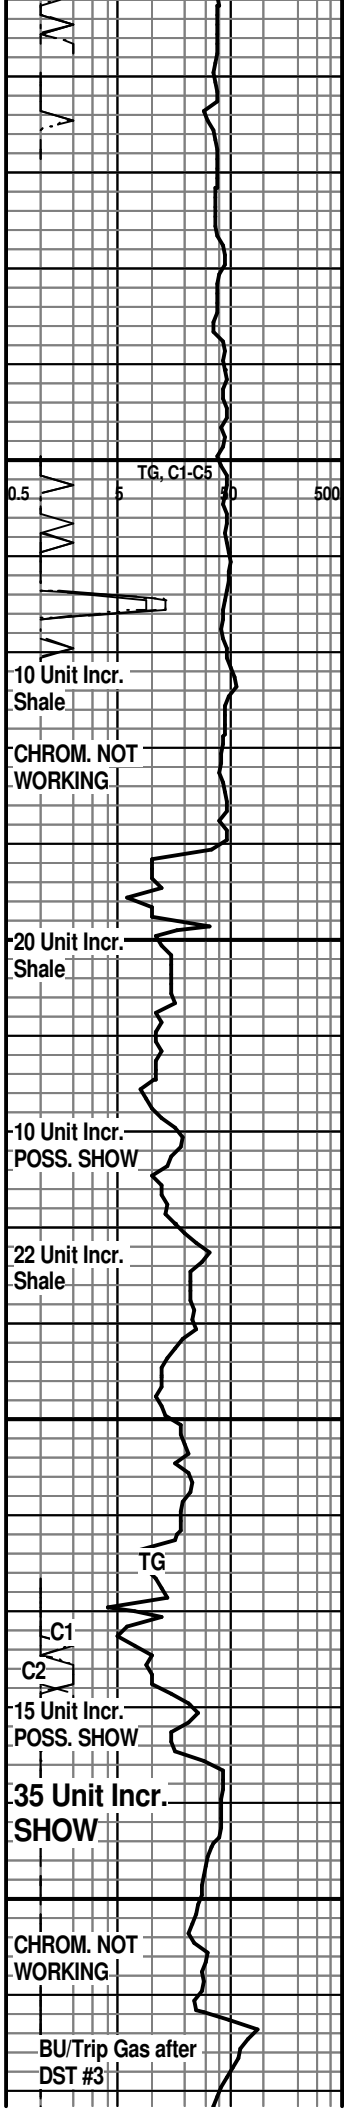 TG, C1-C5
0.5 5 50 500
10 Unit Incr.
Shale
CHROM. NOT
WORKING
20 Unit Incr.
Shale
10 Unit Incr.
POSS. SHOW
22 Unit Incr.
Shale
TG
C1
C2
15 Unit Incr.
POSS. SHOW
35 Unit Incr.
SHOW
CHROM. NOT
WORKING
BU/Trip Gas after
DST #3